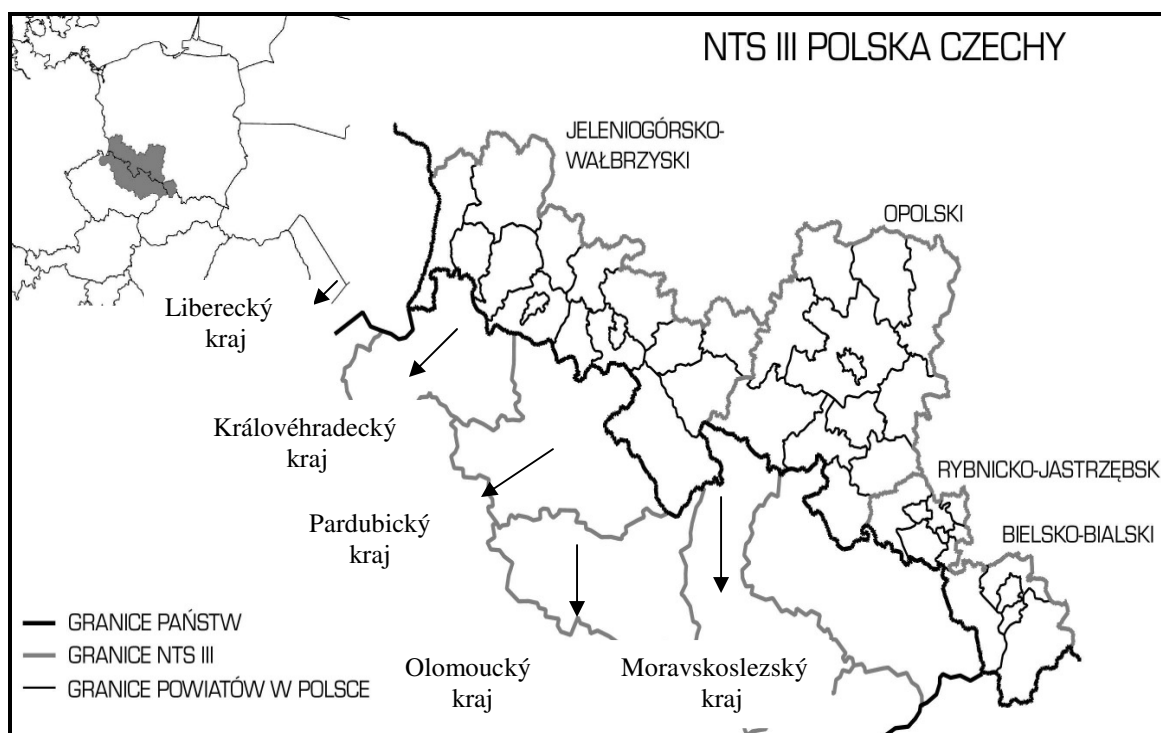 NTS III POLSKA CZECHY
JELENIOGÓRSKO-
WAŁBRZYSKI
OPOLSKI
Liberecký
kraj
Královéhradecký
kraj
RYBNICKO-JASTRZĘBSK
Pardubický
kraj
BIELSKO-BIALSKI
GRANICE PAŃSTW
GRANICE NTS III
GRANICE POWIATÓW W POLSCE
Olomoucký
kraj
Moravskoslezský
kraj